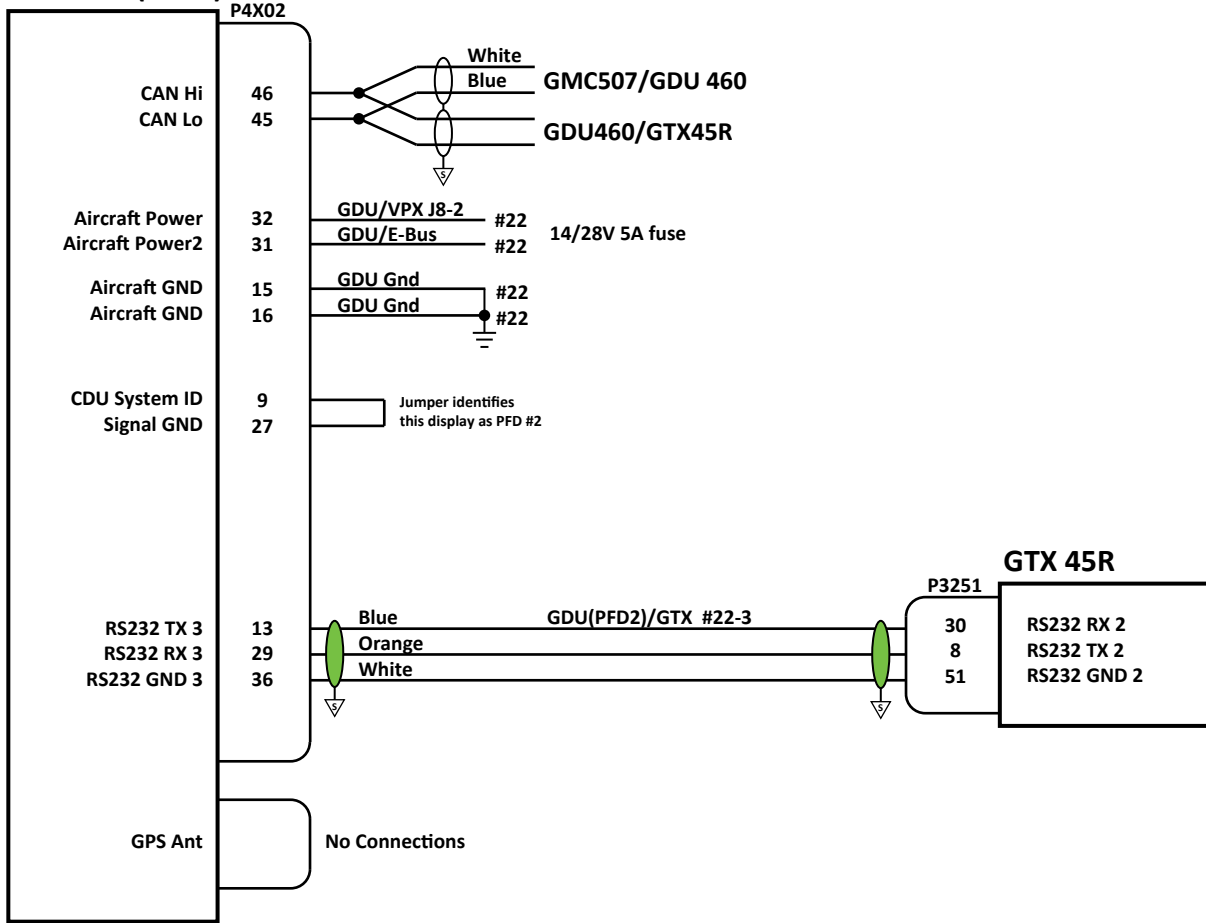 P4X02
White
Blue
GMC507/GDU 460
GDU460/GTX45R
S
CAN Hi 46
CAN Lo 45
Aircraft Power 32 GDU/VPX J8-2 #22
Aircraft Power2 31 GDU/E-Bus #22
14/28V 5A fuse
Aircraft GND 15 GDU Gnd #22
Aircraft GND 16 GDU Gnd #22
CDU System ID 9
Signal GND 27
Jumper identifies
this display as PFD #2
GTX 45R
P3251
RS232 TX 3 13 Blue GDU(PFD2)/GTX #22-3 30 RS232 RX 2
RS232 RX 3 29 Orange 8 RS232 TX 2
RS232 GND 3 36 White 51 RS232 GND 2
S S
GPS Ant No Connections